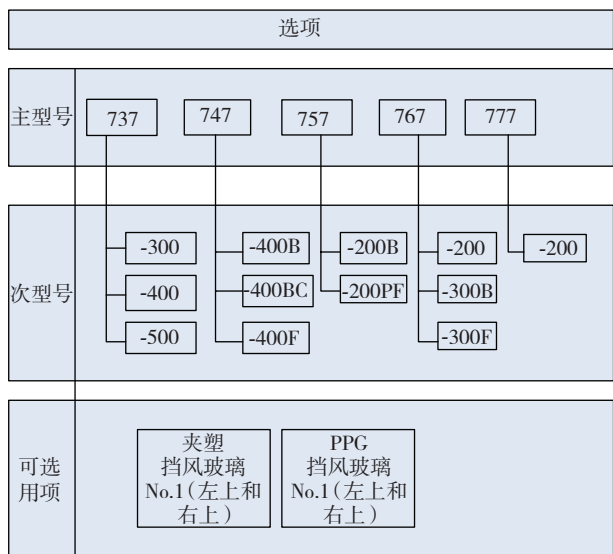 选项
主型号
737 747 757 767 777
次型号
-300 -400B -200B -200 -200
-400 -400BC -200PF -300B
-500 -400F -300F
可选
用项
夹塑
挡风玻璃
No.1(左上和
右上)
PPG
挡风玻璃
No.1(左上和
右上)